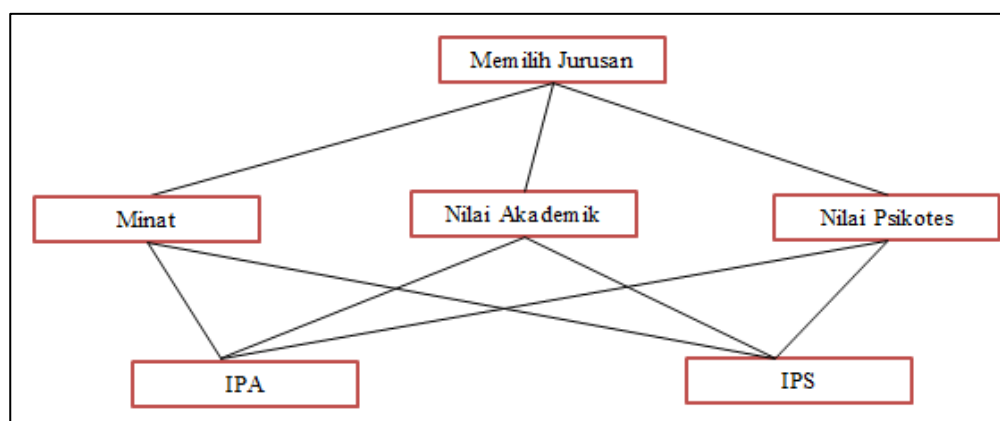 Memilih Jurusan
Minat
Nilai Akademik
Nilai Psikotes
IPA
IPS